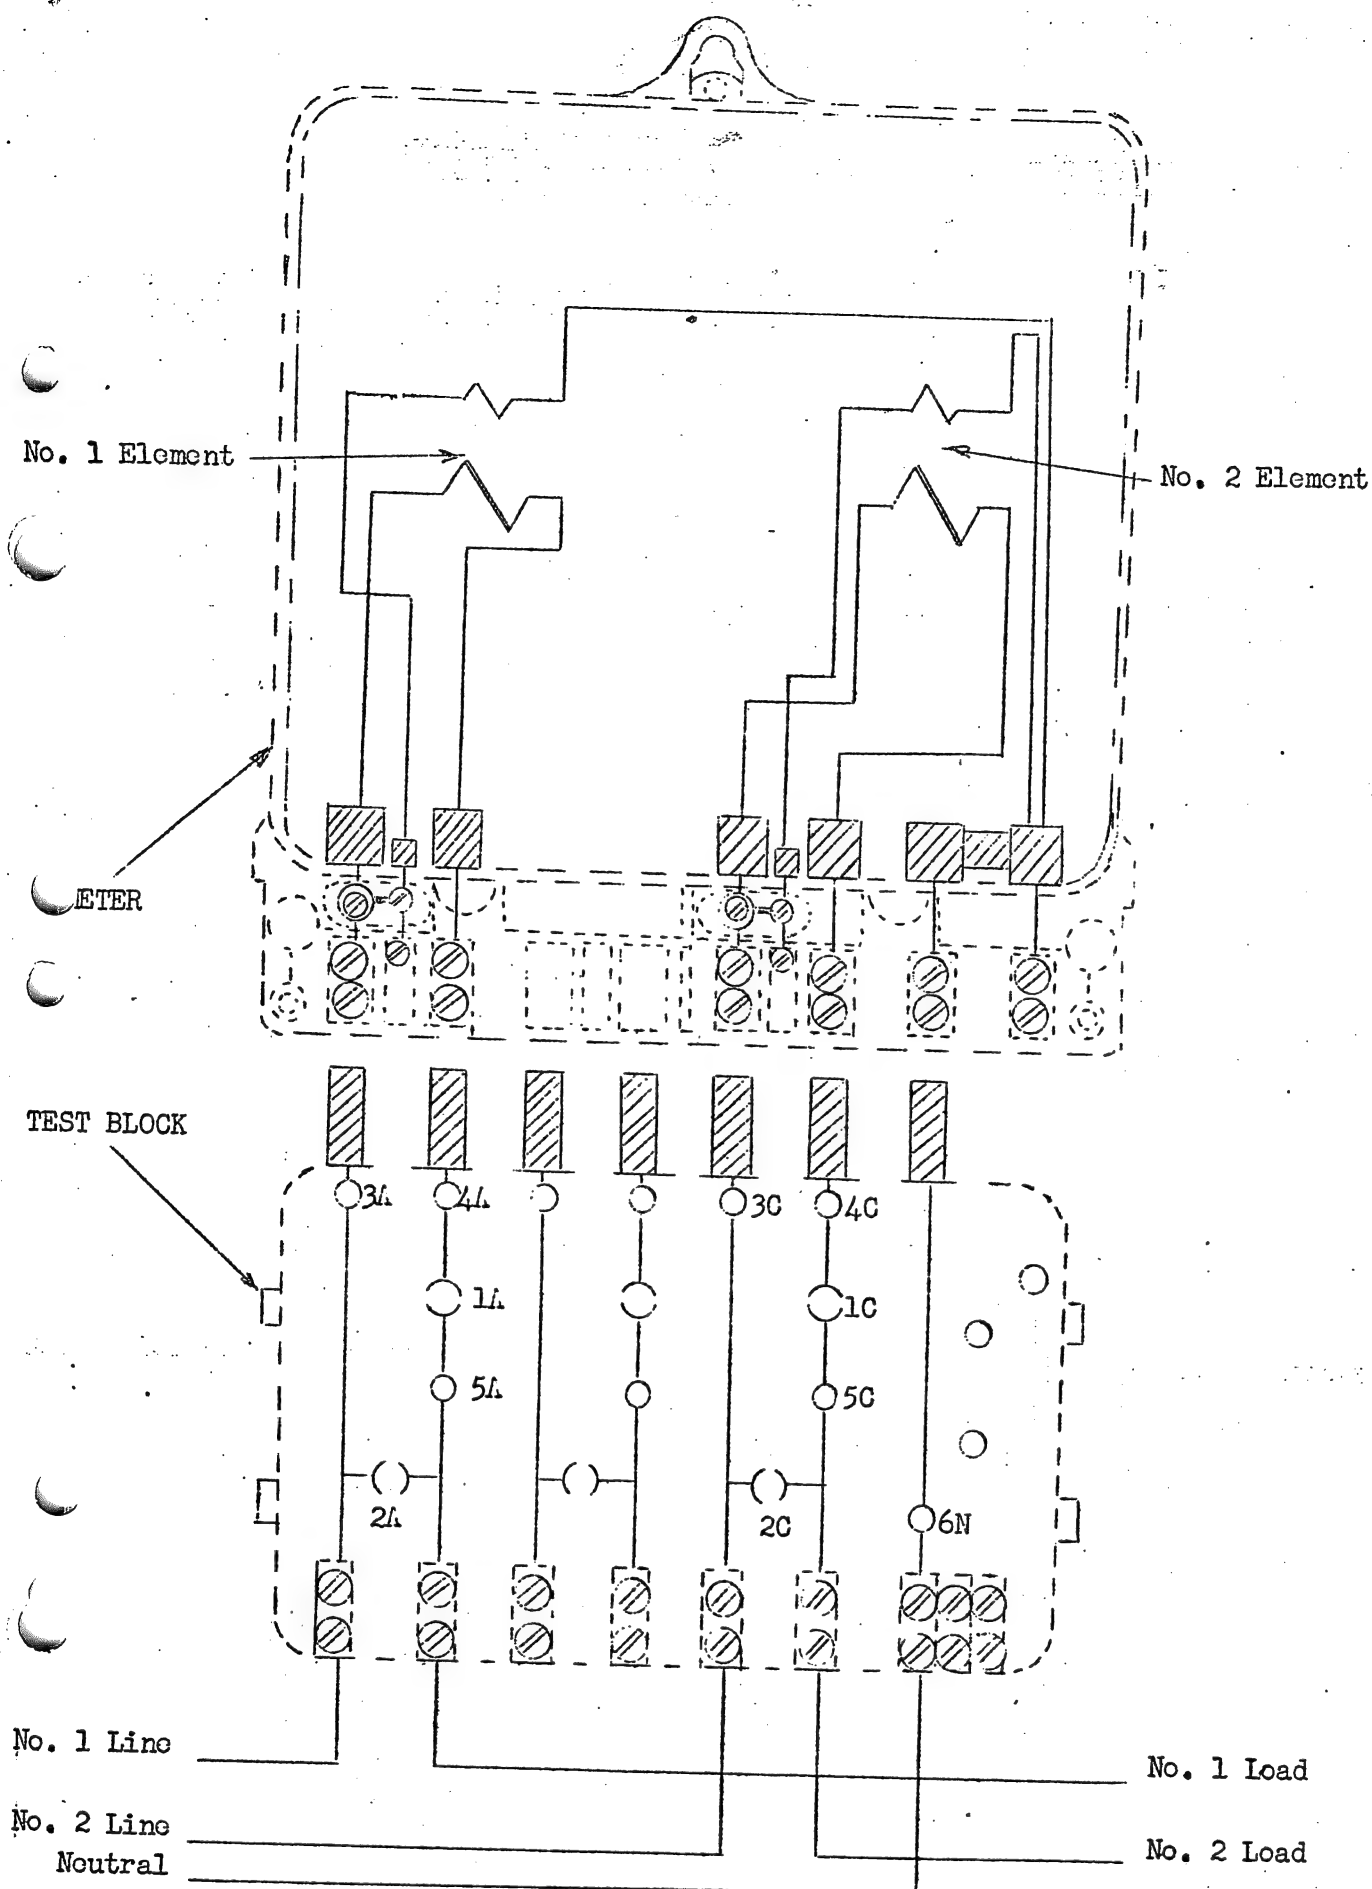 No. 1 Element
No. 2 Element
ETER
TEST BLOCK
3A
4A
3C
4C
1A
1C
5A
5C
2A
2C
6N
No. 1 Line
No. 1 Load
No. 2 Line
No. 2 Load
Neutral